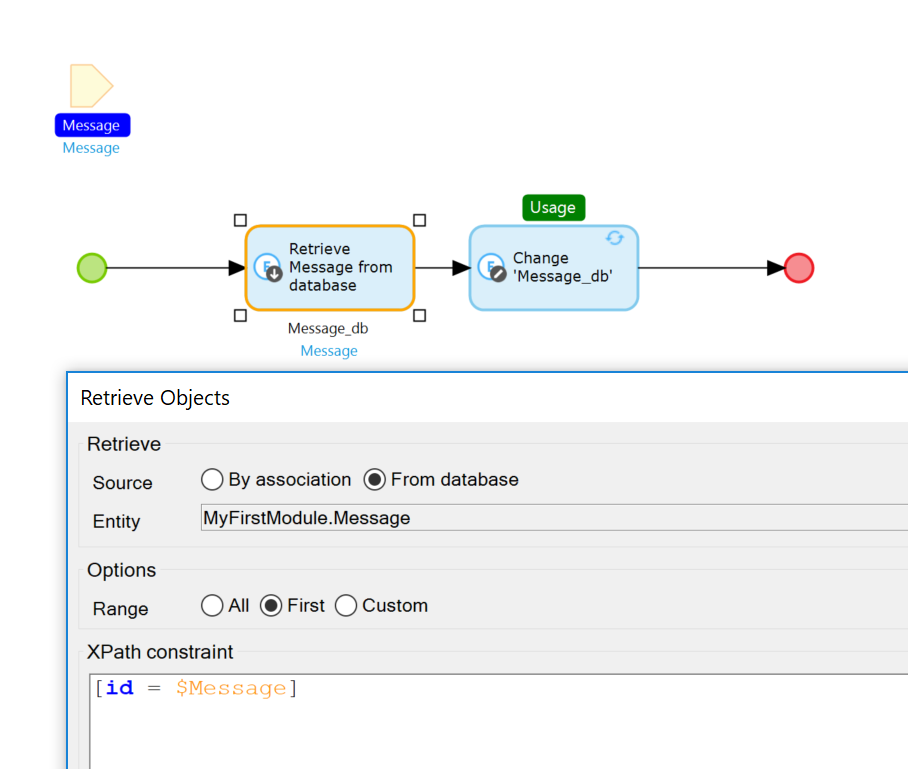 Message
Message
Usage
Retrieve
Message from
database
Change
'Message_db'
Message_db
Message
Retrieve Objects
Retrieve
Source By association From database
Entity MyFirstModule.Message
Options
Range All First Custom
XPath constraint
[id = $Message]